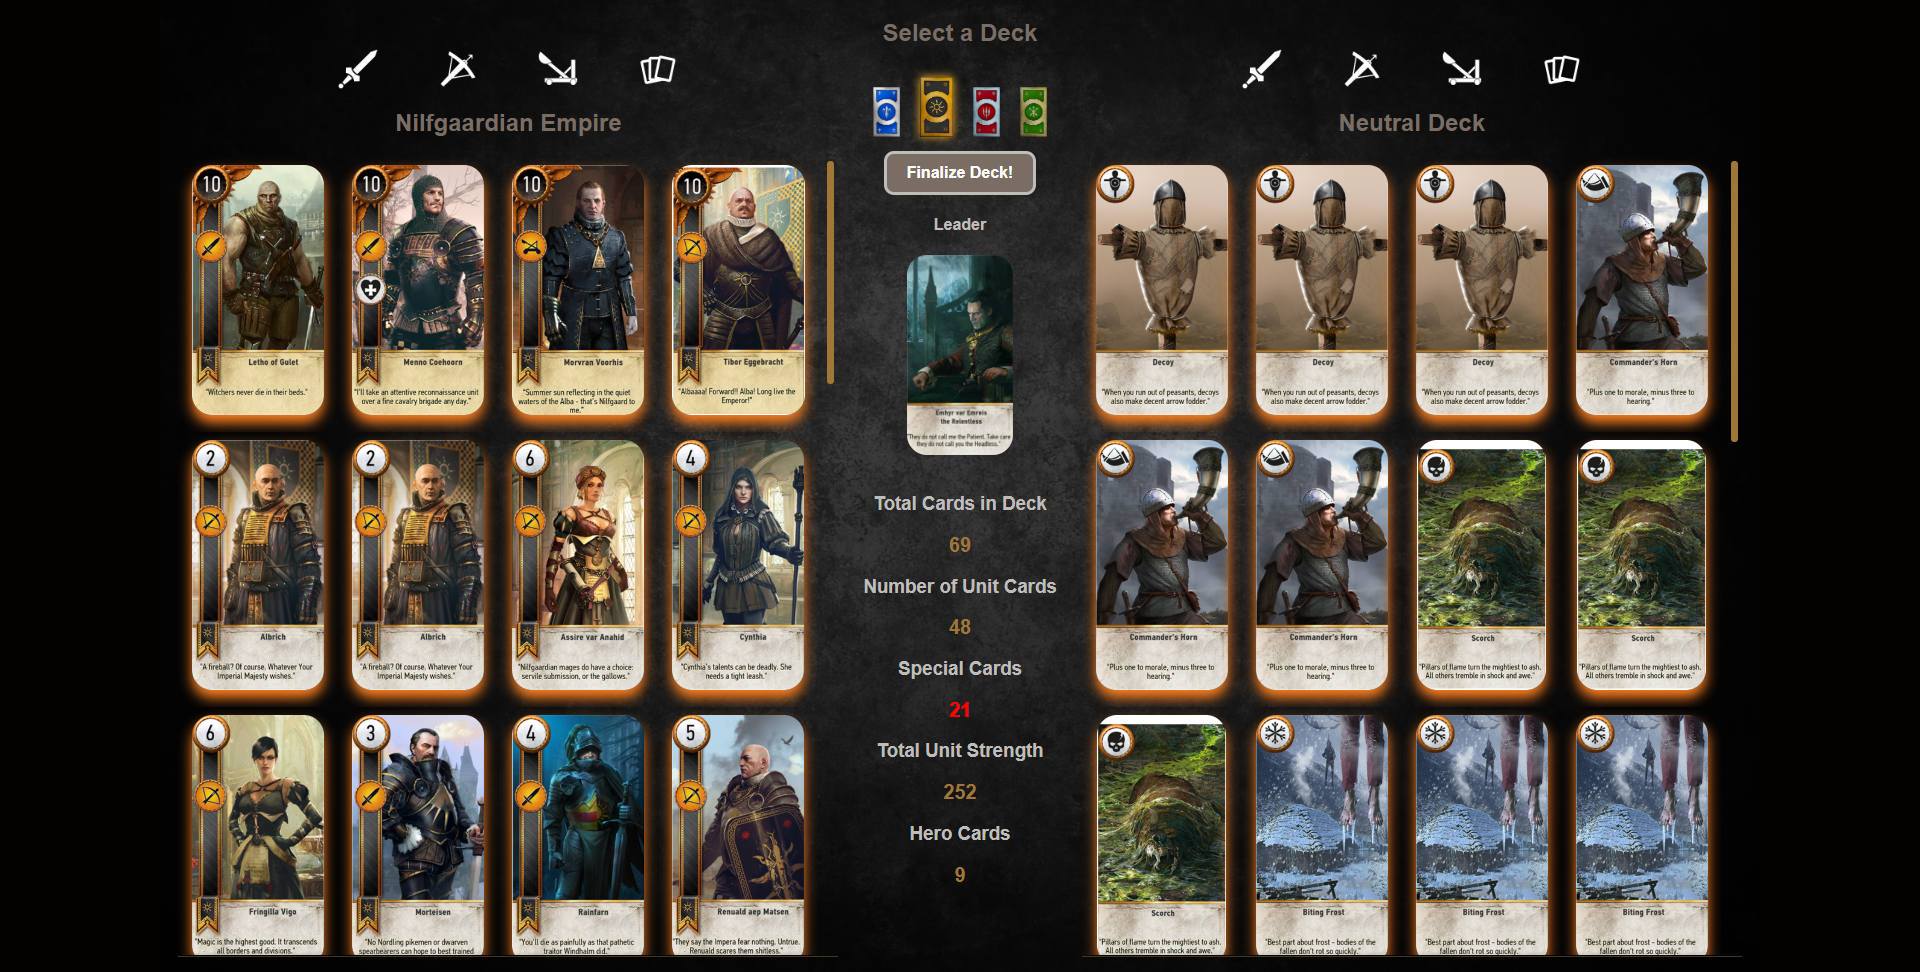 Select a Deck
Nilfgaardian Empire
Neutral Deck
Finalize Deck!
Leader
Emhyr var Emreis
the Relentless
"They do not call me the Patient. Take care
they do not call you the Headless."
Total Cards in Deck
69
Number of Unit Cards
48
Special Cards
21
Total Unit Strength
252
Hero Cards
9
10
Letho of Gulet
"Witchers never die in their beds."
10
Menno Coehoorn
"I'll take an attentive reconnaissance unit
over a fine cavalry brigade any day."
10
Morvran Voorhis
"Summer sun reflecting in the quiet
waters of the Alba - that's Nilfgaard to
me."
10
Tibor Eggebracht
"Albaaaa! Forward!! Alba! Long live the
Emperor!"
2
Albrich
"A fireball? Of course. Whatever Your
Imperial Majesty wishes."
2
Albrich
"A fireball? Of course. Whatever Your
Imperial Majesty wishes."
6
Assire var Anahid
"Nilfgaardian mages do have a choice:
servile submission, or the gallows."
4
Cynthia
"Cynthia's talents can be deadly. She
needs a tight leash."
6
Fringilla Vigo
"Magic is the highest good. It transcends
all borders and divisions."
3
Morteisen
"No Nordling pikemen or dwarven
spearbearers can hope to best trained
4
Rainfarn
"You'll die as painfully as that pathetic
traitor Windhalm did."
5
Renuald aep Matsen
"They say the Impera fear nothing. Untrue.
Renuald scares them shitless."
Decoy
"When you run out of peasants, decoys
also make decent arrow fodder."
Decoy
"When you run out of peasants, decoys
also make decent arrow fodder."
Decoy
"When you run out of peasants, decoys
also make decent arrow fodder."
Commander's Horn
"Plus one to morale, minus three to
hearing."
Commander's Horn
"Plus one to morale, minus three to
hearing."
Commander's Horn
"Plus one to morale, minus three to
hearing."
Scorch
"Pillars of flame turn the mightiest to ash.
All others tremble in shock and awe."
Scorch
"Pillars of flame turn the mightiest to ash.
All others tremble in shock and awe."
Scorch
"Pillars of flame turn the mightiest to ash.
All others tremble in shock and awe."
Biting Frost
"Best part about frost - bodies of the
fallen don't rot so quickly."
Biting Frost
"Best part about frost - bodies of the
fallen don't rot so quickly."
Biting Frost
"Best part about frost - bodies of the
fallen don't rot so quickly."